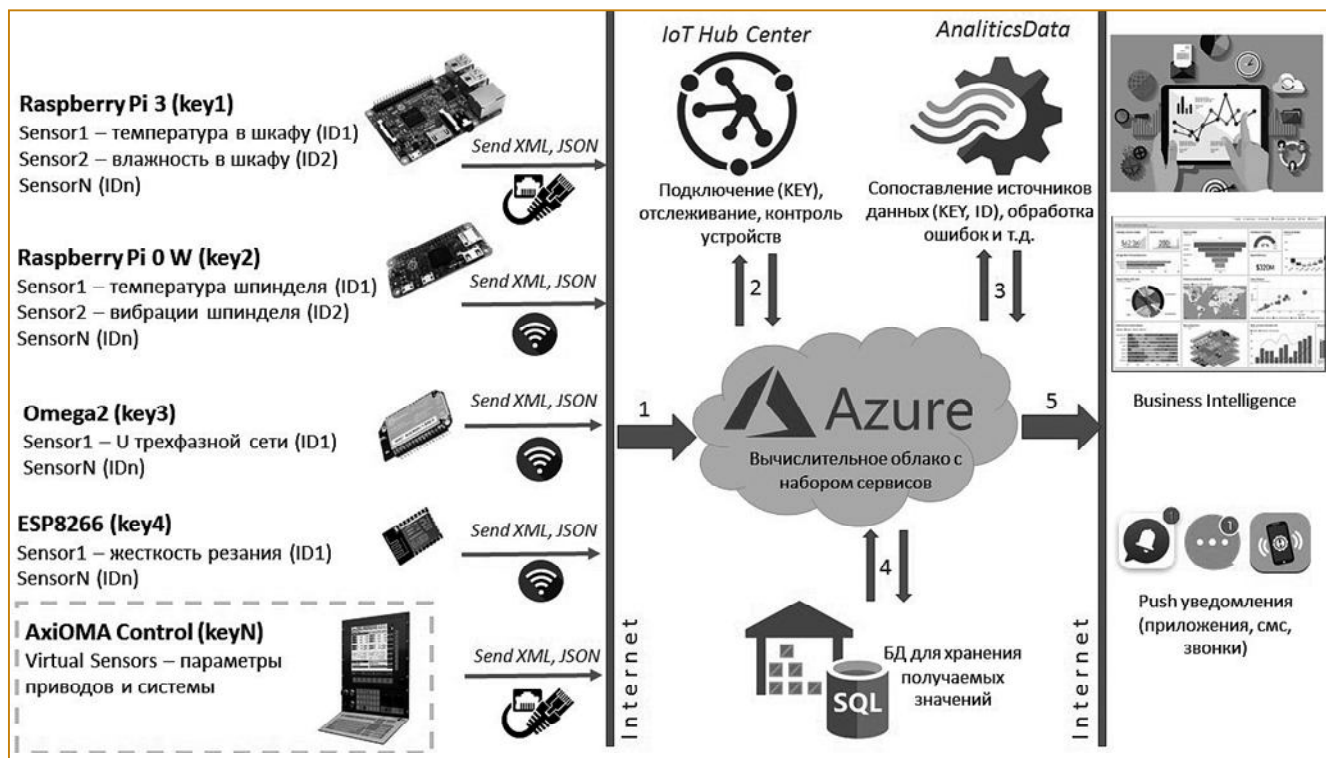 Raspberry Pi 3 (key1)
Sensor1 – температура в шкафу (ID1)
Sensor2 – влажность в шкафу (ID2)
SensorN (IDn)
Send XML, JSON
Raspberry Pi 0 W (key2)
Sensor1 – температура шпинделя (ID1)
Sensor2 – вибрации шпинделя (ID2)
SensorN (IDn)
Send XML, JSON
Omega2 (key3)
Sensor1 – U трехфазной сети (ID1)
SensorN (IDn)
Send XML, JSON
ESP8266 (key4)
Sensor1 – жесткость резания (ID1)
SensorN (IDn)
Send XML, JSON
AxiOMA Control (keyN)
Virtual Sensors – параметры
приводов и системы
Send XML, JSON
Internet
1
IoT Hub Center
Подключение (KEY),
отслеживание, контроль
устройств
2
AnaliticsData
Сопоставление источников
данных (KEY, ID), обработка
ошибок и т.д.
3
Azure
Вычислительное облако с
набором сервисов
4
SQL
БД для хранения
получаемых
значений
5
Internet
$320M
Business Intelligence
1
1
Push уведомления
(приложения, смс,
звонки)